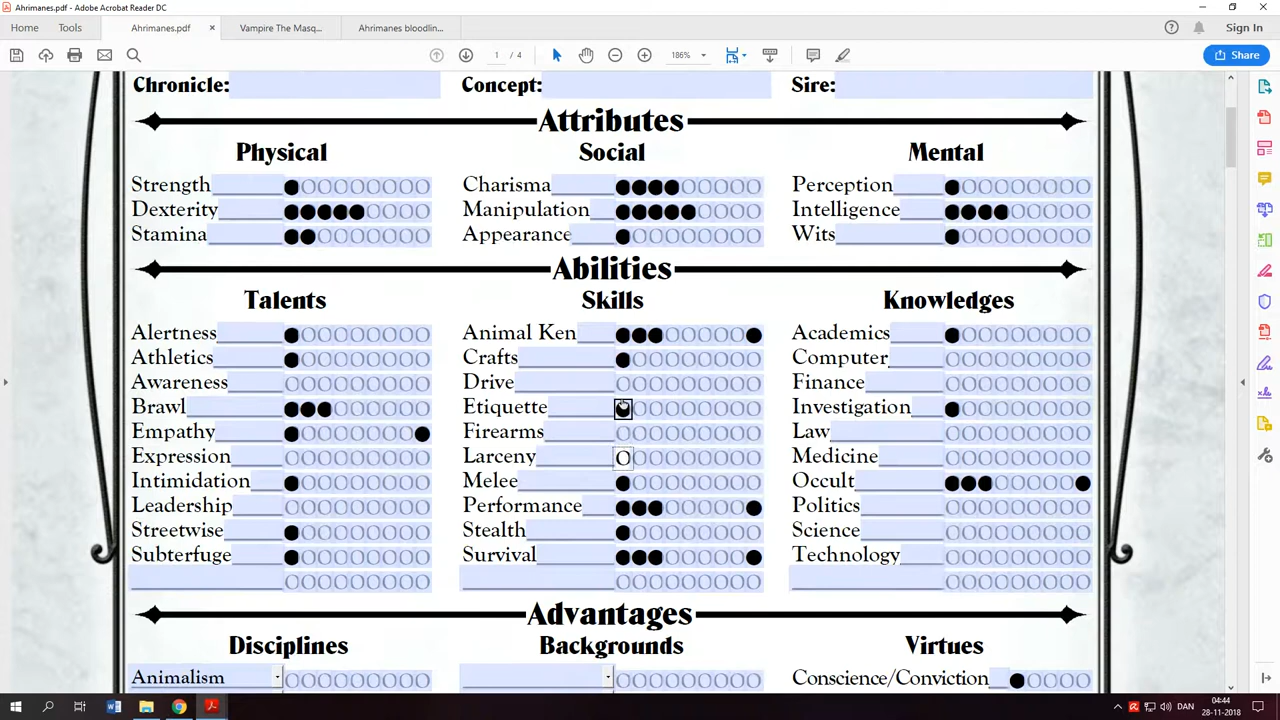 Ahrimanes.pdf - Adobe Acrobat Reader DC
Home Tools Ahrimanes.pdf × Vampire The Masq... Ahrimanes bloodlin... Sign In
1 / 4 186% Share
Chronicle: Concept: Sire:
Attributes
Physical Social Mental
Strength Charisma Perception
Dexterity Manipulation Intelligence
Stamina Appearance Wits
Abilities
Talents Skills Knowledges
Alertness Animal Ken Academics
Athletics Crafts Computer
Awareness Drive Finance
Brawl Etiquette Investigation
Empathy Firearms Law
Expression Larceny Medicine
Intimidation Melee Occult
Leadership Performance Politics
Streetwise Stealth Science
Subterfuge Survival Technology
Advantages
Disciplines Backgrounds Virtues
Animalism Conscience/Conviction
DAN 04:44
28-11-2018